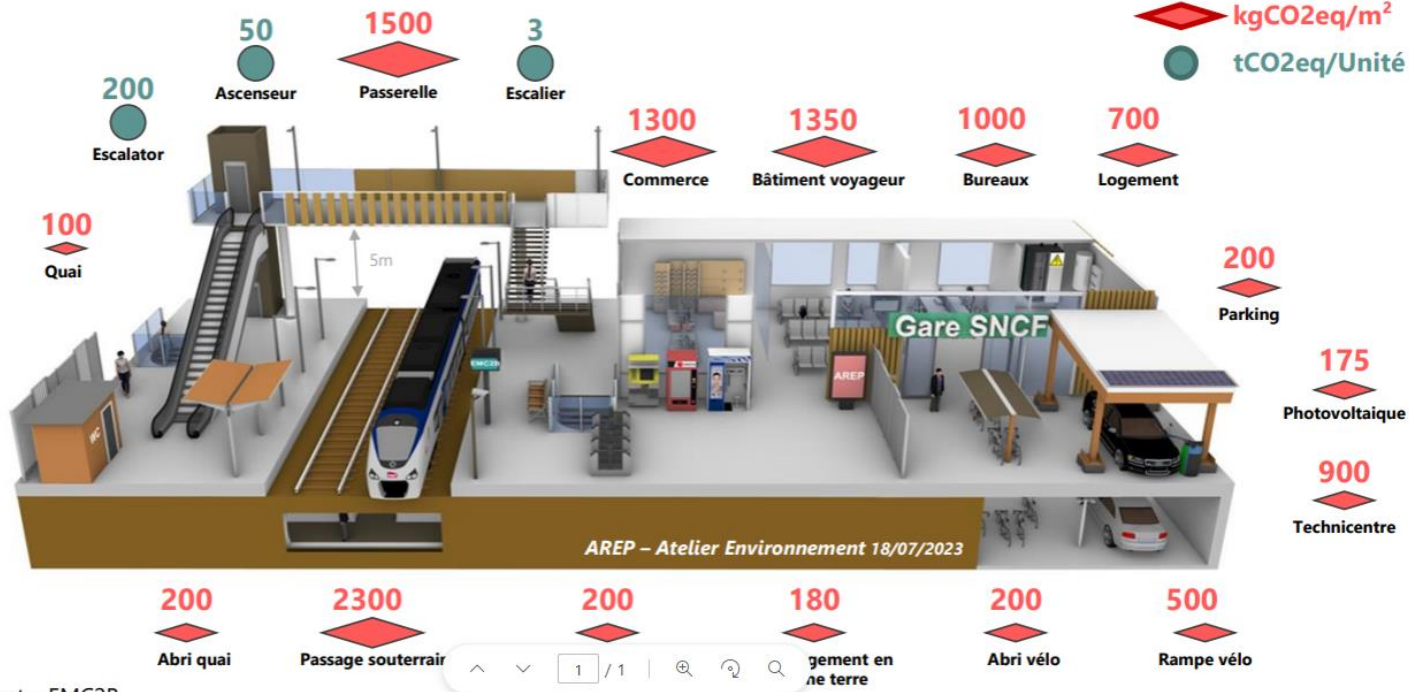 1500
kgCO2eq/m²
50
3
tCO2eq/Unité
Ascenseur
Passerelle
Escalier
200
Escalator
1300
1350
1000
700
Commerce
Bâtiment voyageur
Bureaux
Logement
100
Quai
5m
200
Parking
Gare SNCF
EMC2B
AREP
175
Photovoltaique
WC
900
Technicentre
AREP – Atelier Environnement 18/07/2023
200
2300
200
180
200
500
Abri quai
Passage souterrain
1 / 1
gement en
ne terre
Abri vélo
Rampe vélo